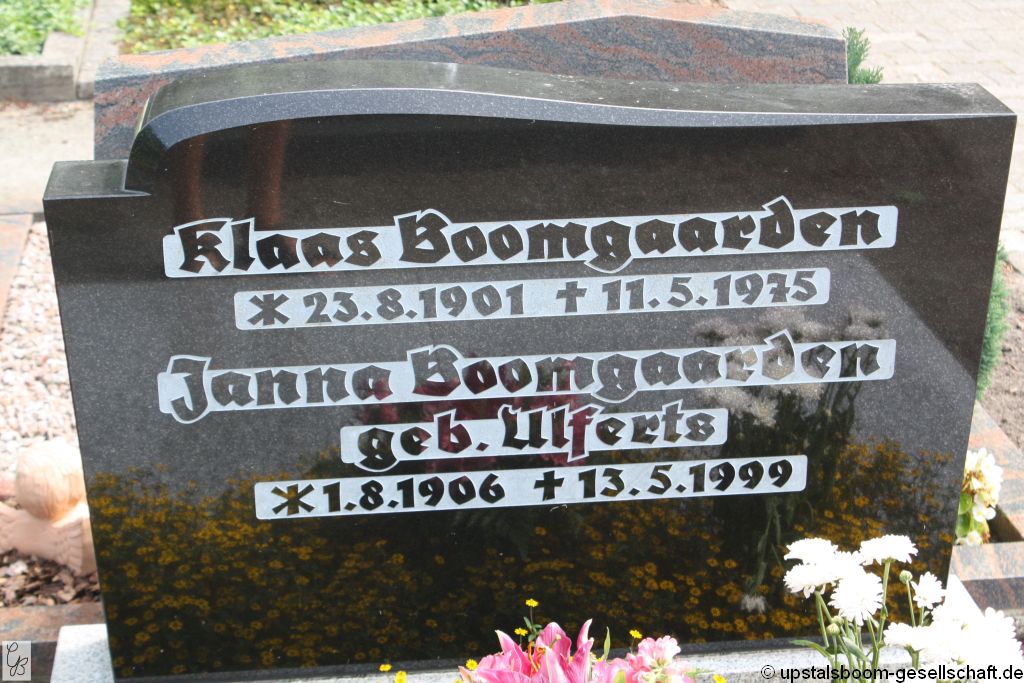 Klaas Boomgaarden
* 23.8.1901 † 11.5.1975
Janna Boomgaarden
geb. Ulferts
* 1.8.1906 † 13.5.1999
GB
© upstalsboom-gesellschaft.de